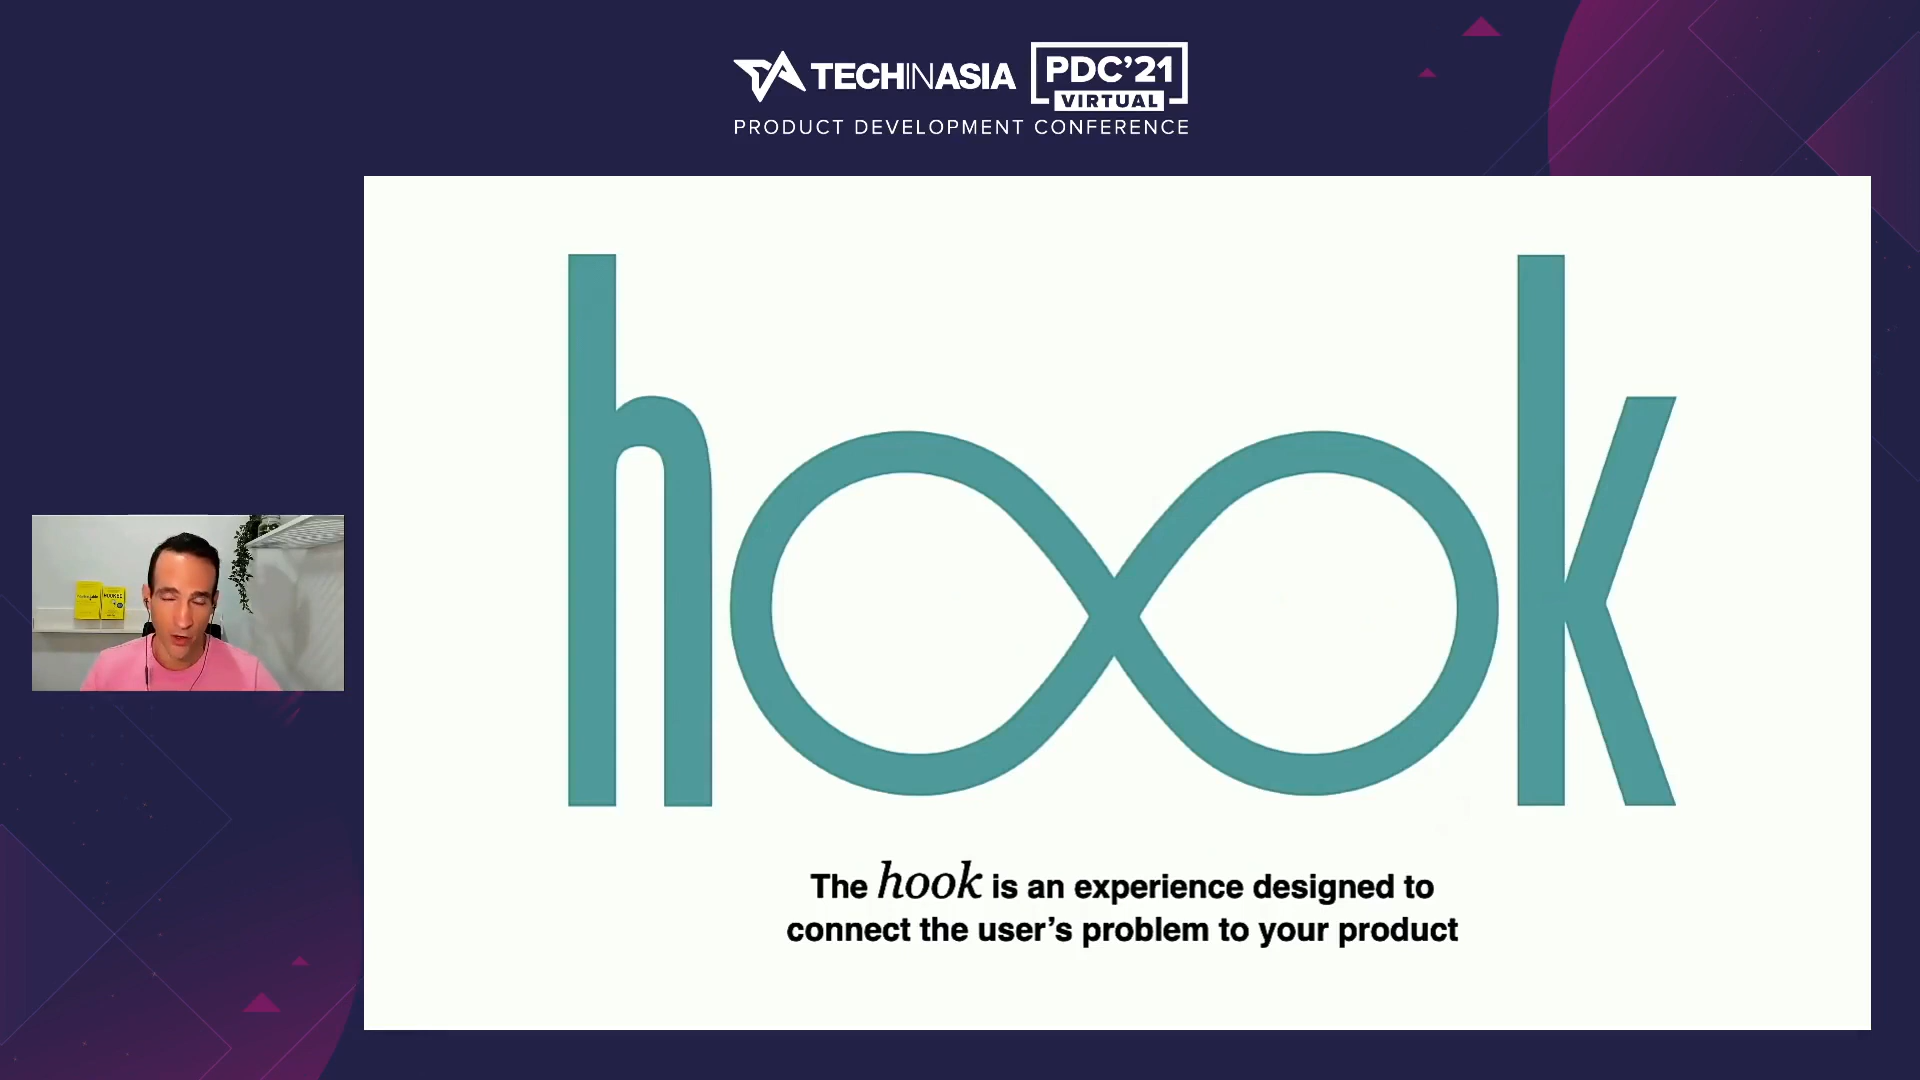 TECHINASIA
PDC'21
VIRTUAL
PRODUCT DEVELOPMENT CONFERENCE
hook
HOOKED
The hook is an experience designed to
connect the user's problem to your product